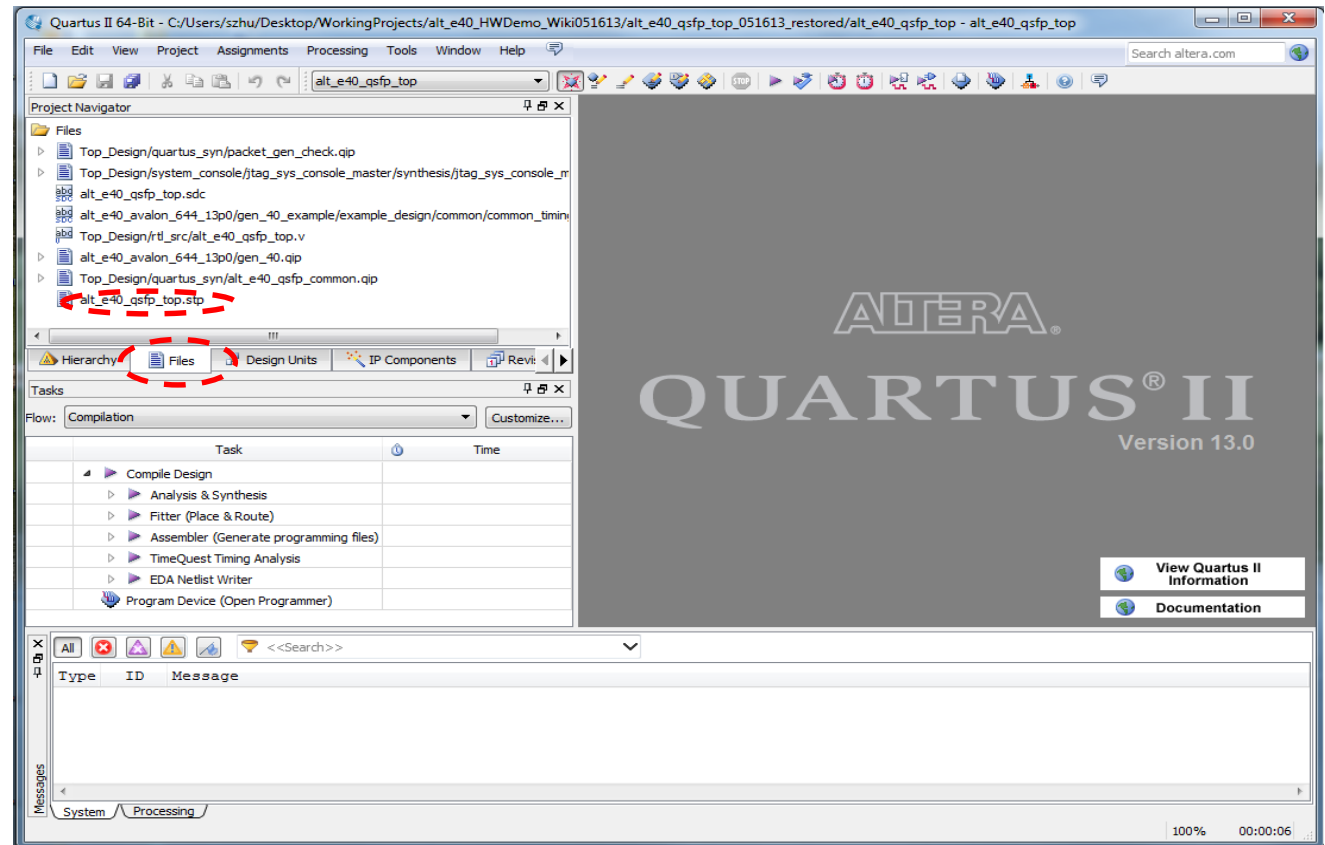 Quartus II 64-Bit - C:/Users/szhu/Desktop/WorkingProjects/alt_e40_HWDemo_Wiki051613/alt_e40_qsfp_top_051613_restored/alt_e40_qsfp_top - alt_e40_qsfp_top
File Edit View Project Assignments Processing Tools Window Help
Search altera.com
alt_e40_qsfp_top
STOP
Project Navigator
Files
Top_Design/quartus_syn/packet_gen_check.qip
Top_Design/system_console/jtag_sys_console_master/synthesis/jtag_sys_console_m
alt_e40_qsfp_top.sdc
alt_e40_avalon_644_13p0/gen_40_example/example_design/common/common_timin
Top_Design/rtl_src/alt_e40_qsfp_top.v
alt_e40_avalon_644_13p0/gen_40.qip
Top_Design/quartus_syn/alt_e40_qsfp_common.qip
alt_e40_qsfp_top.stp
Hierarchy Files Design Units IP Components Revis
Tasks
Flow: Compilation Customize...
Task Time
Compile Design
Analysis & Synthesis
Fitter (Place & Route)
Assembler (Generate programming files)
TimeQuest Timing Analysis
EDA Netlist Writer
Program Device (Open Programmer)
ALTERA®
QUARTUS® II
Version 13.0
View Quartus II
Information
Documentation
All <<Search>>
Type ID Message
Messages
System Processing
100% 00:00:06